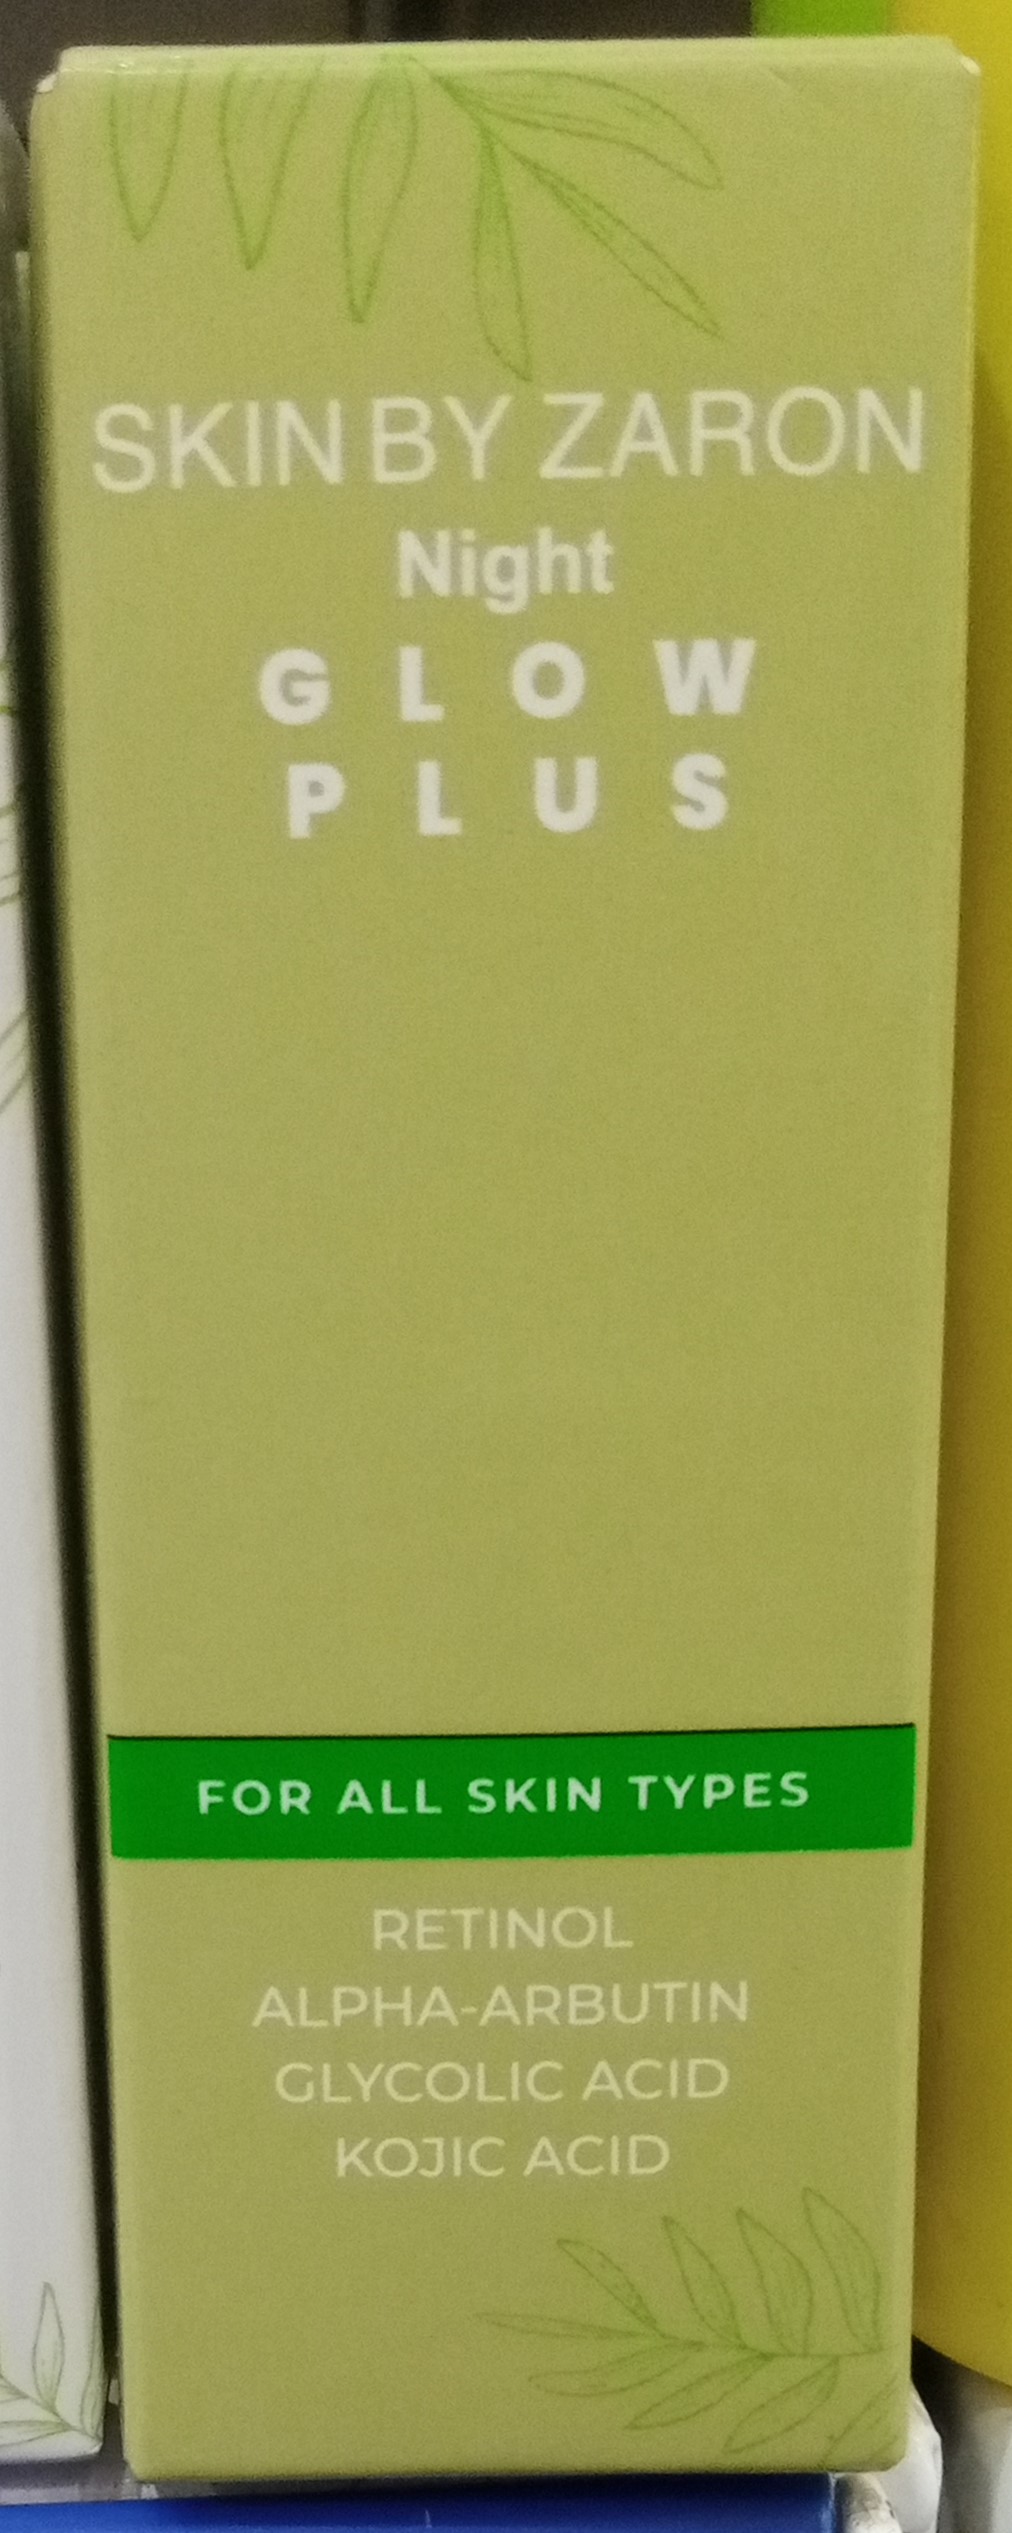 SKIN BY ZARON
Night
GLOW
PLUS
FOR ALL SKIN TYPES
RETINOL
ALPHA-ARBUTIN
GLYCOLIC ACID
KOJIC ACID